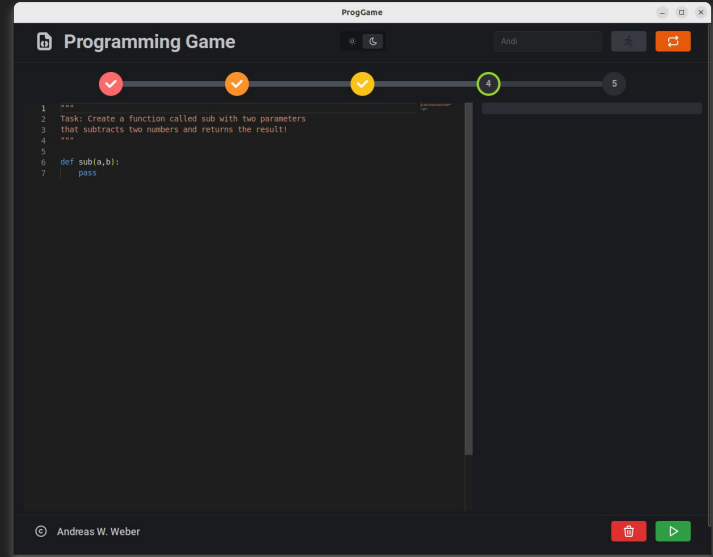 ProgGame
Programming Game
Andi
4
5
1 """
2 Task: Create a function called sub with two parameters
3 that subtracts two numbers and returns the result!
4 """
5
6 def sub(a,b):
7 pass
© Andreas W. Weber